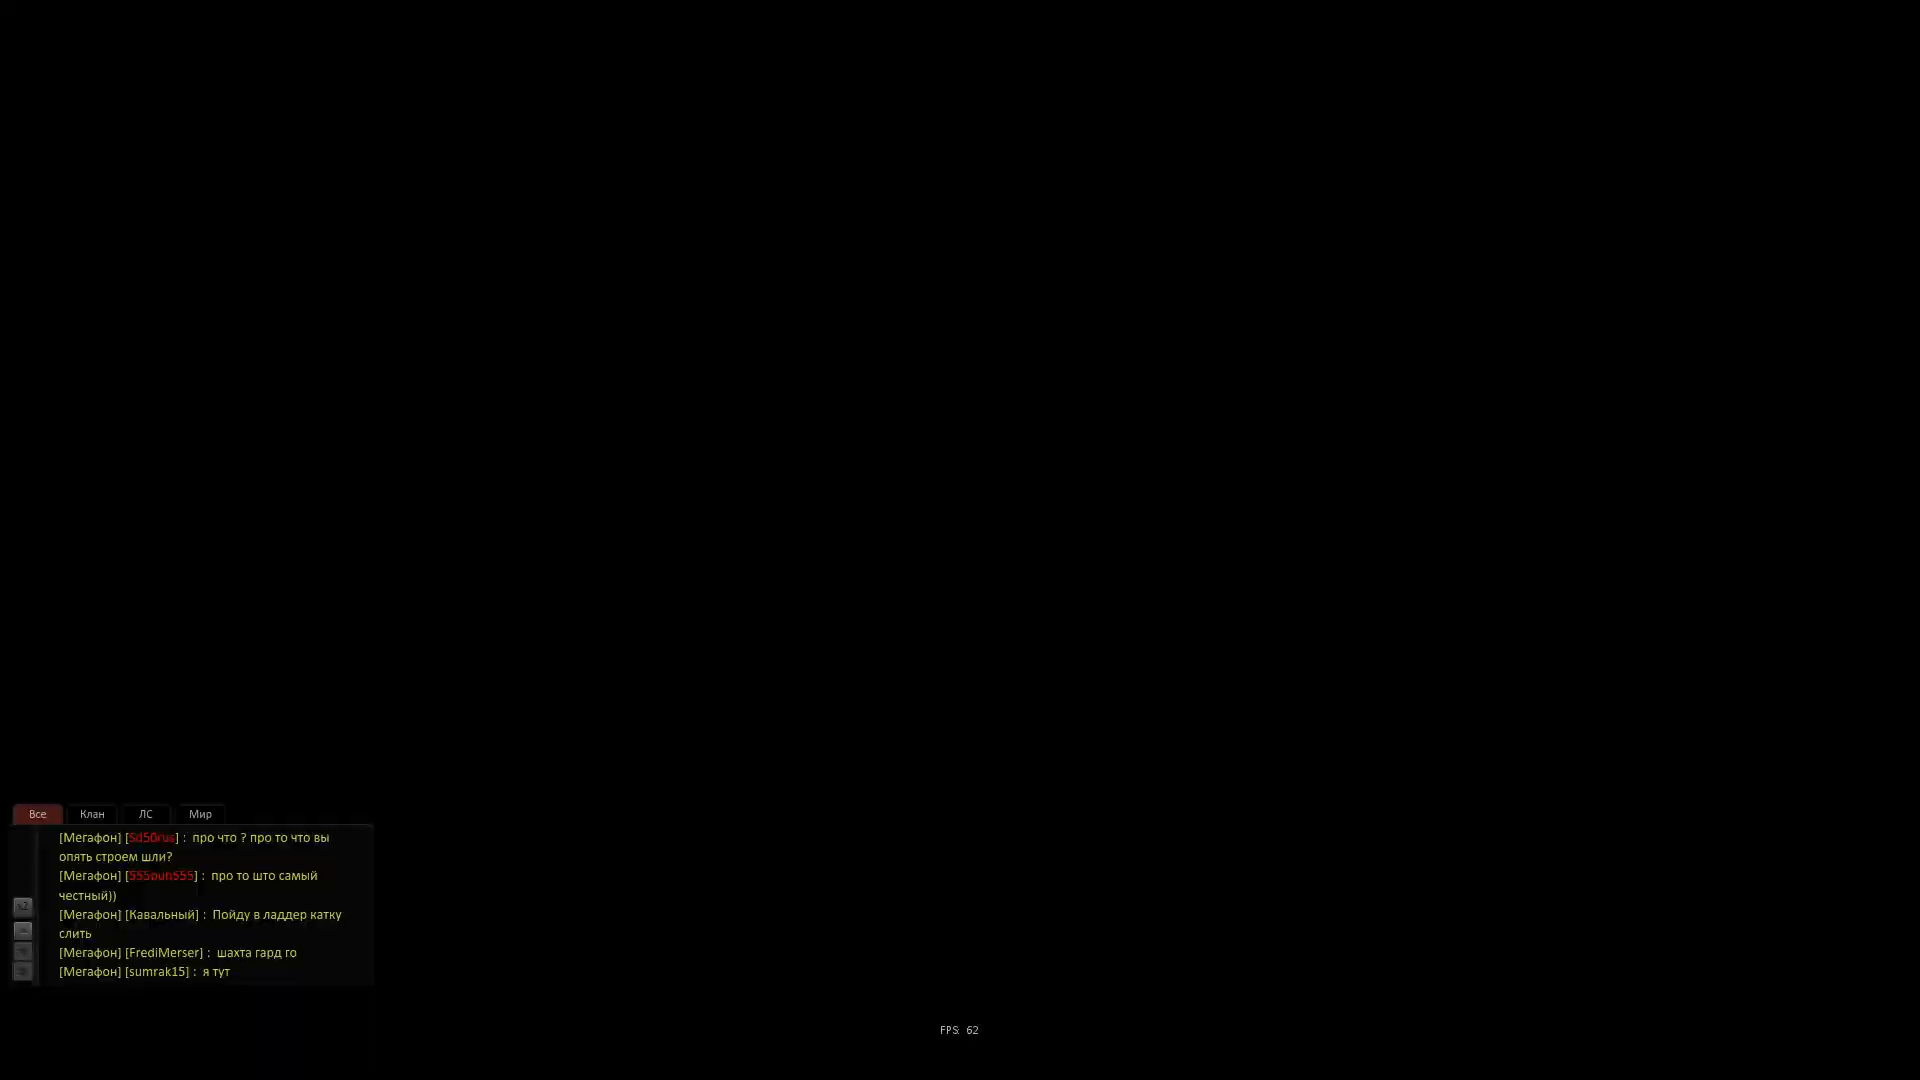 Все Клан ЛС Мир
[Мегафон] [Sd50rus] : про что ? про то что вы
опять строем шли?
[Мегафон] [555pun555] : про то што самый
честный))
[Мегафон] [Кавальный] : Пойду в ладдер катку
слить
[Мегафон] [FrediMerser] : шахта гард го
[Мегафон] [sumrak15] : я тут
FPS: 62